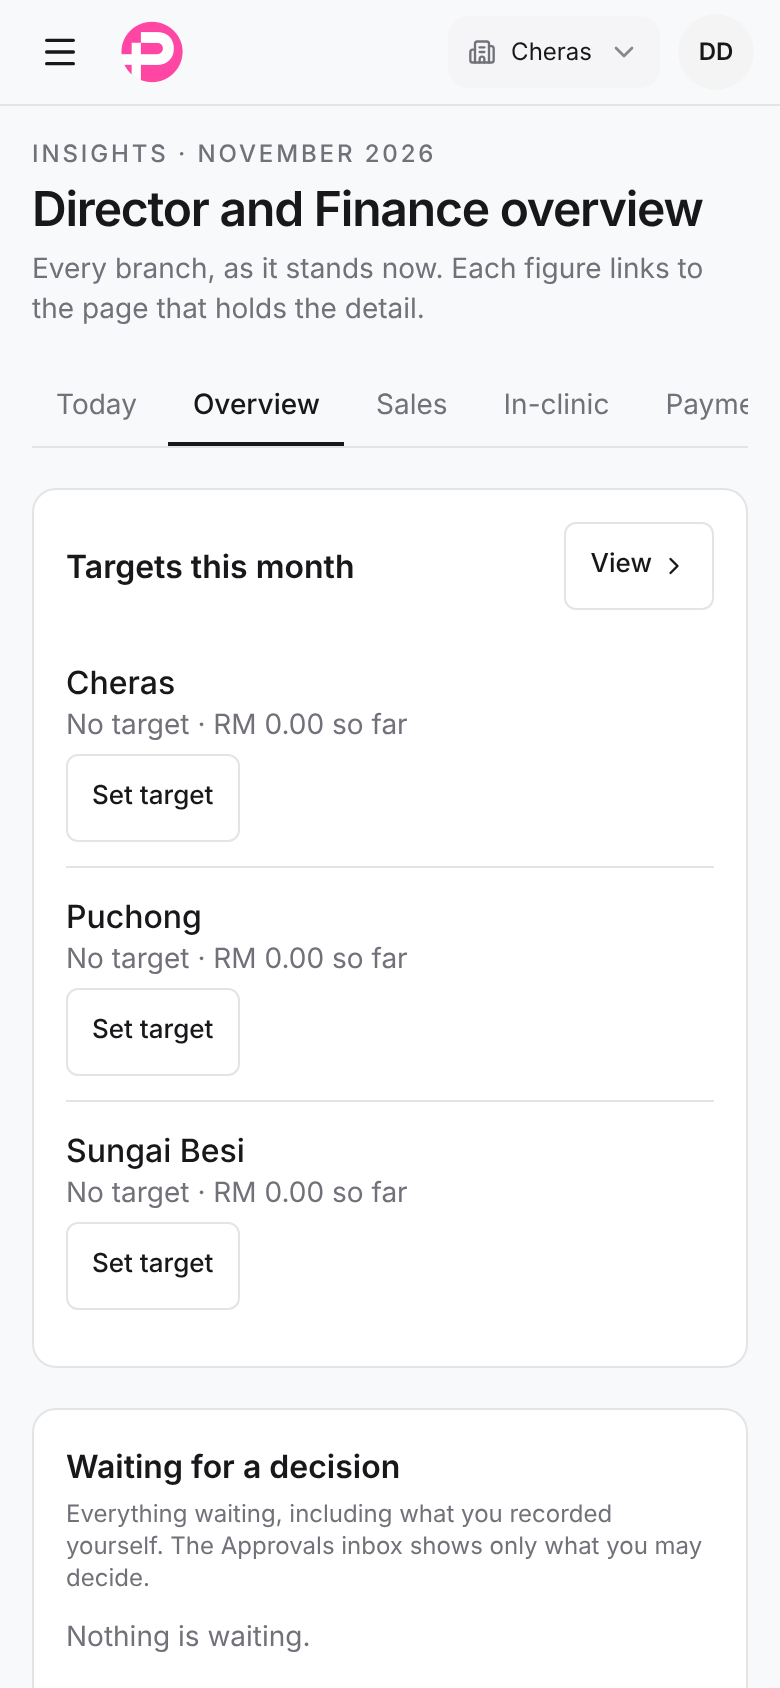 Cheras
DD
INSIGHTS · NOVEMBER 2026
Director and Finance overview
Every branch, as it stands now. Each figure links to
the page that holds the detail.
Today Overview Sales In-clinic Payme
Targets this month
View
Cheras
No target · RM 0.00 so far
Set target
Puchong
No target · RM 0.00 so far
Set target
Sungai Besi
No target · RM 0.00 so far
Set target
Waiting for a decision
Everything waiting, including what you recorded
yourself. The Approvals inbox shows only what you may
decide.
Nothing is waiting.